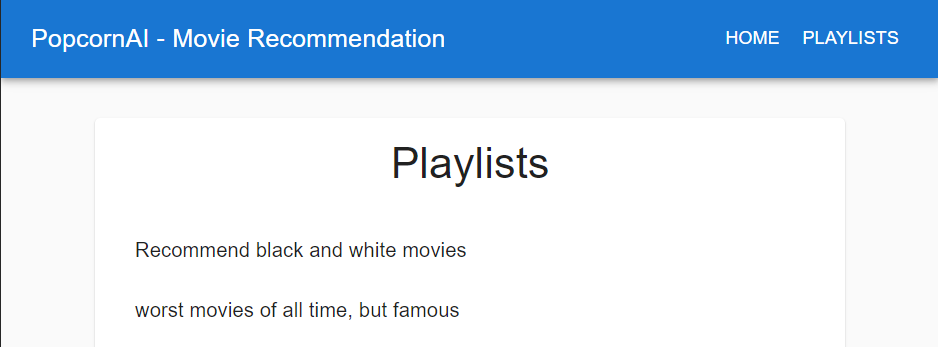 PopcornAI - Movie Recommendation HOME PLAYLISTS
Playlists
Recommend black and white movies
worst movies of all time, but famous